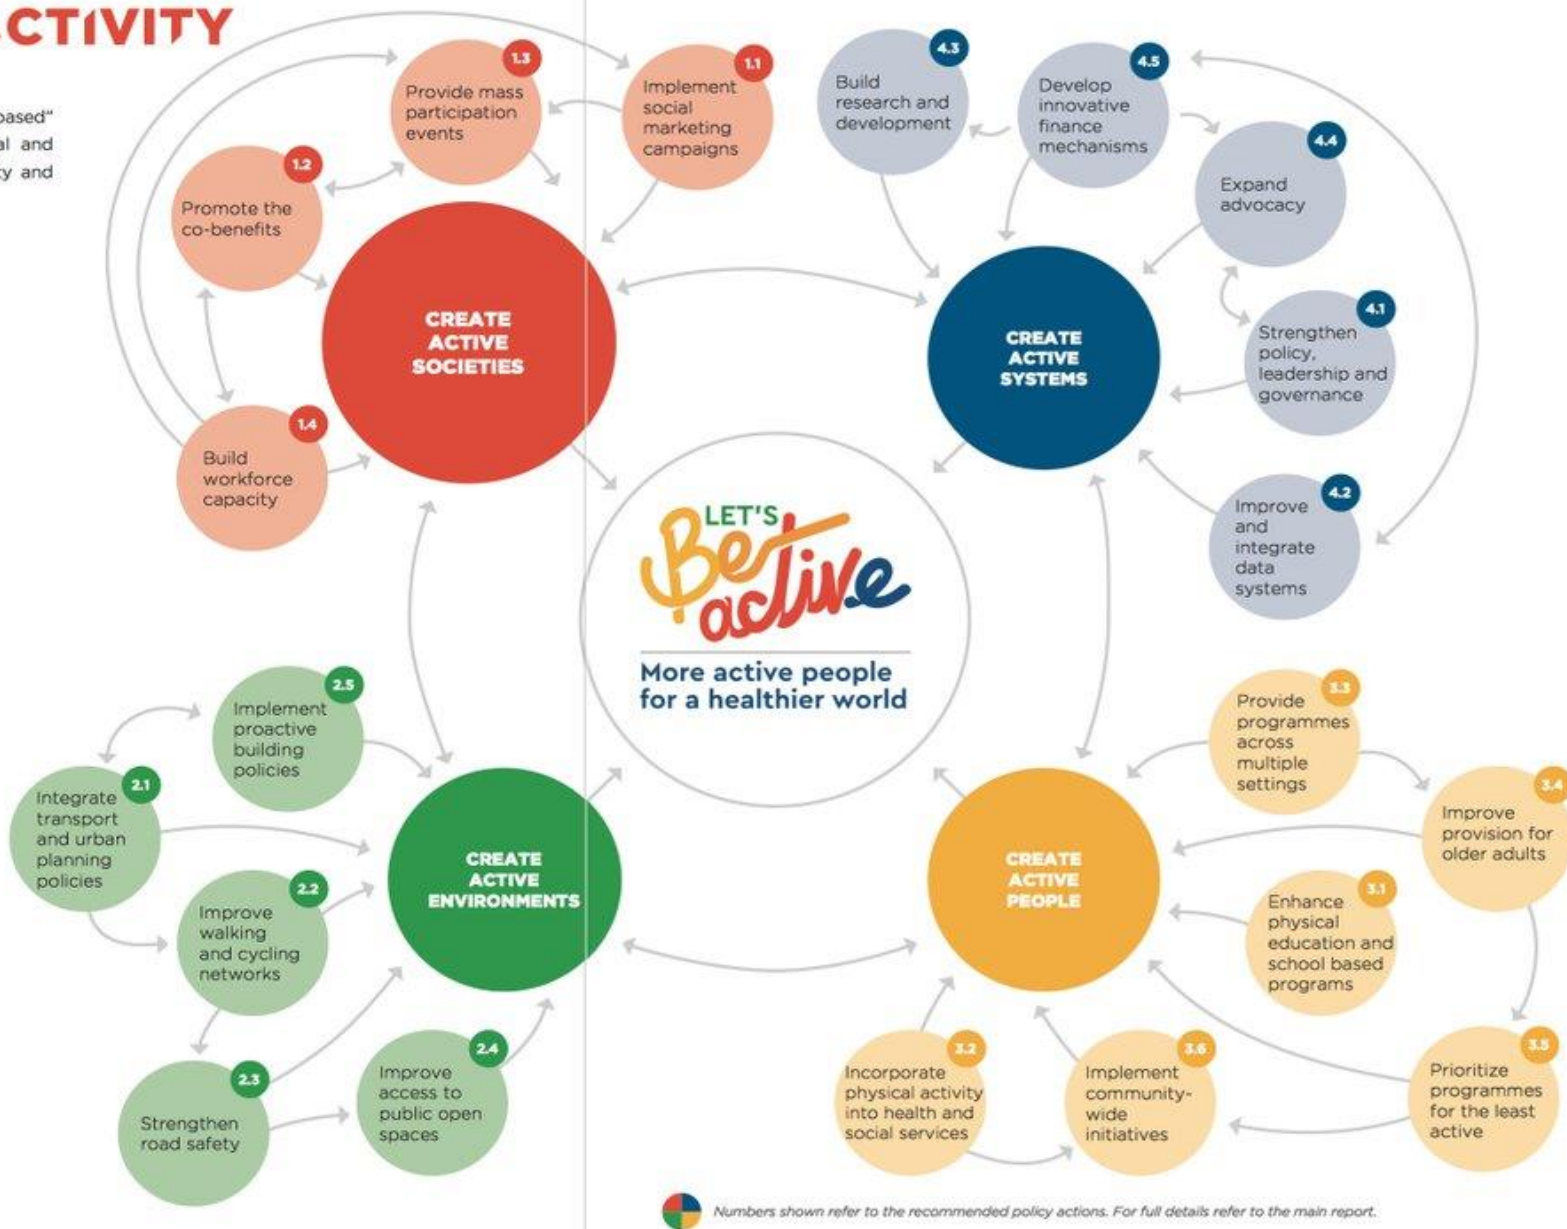 CTIVITY
based"
al and
ty and
1.3
Provide mass
participation
events
1.1
Implement
social
marketing
campaigns
1.2
Promote the
co-benefits
CREATE
ACTIVE
SOCIETIES
1.4
Build
workforce
capacity
4.3
Build
research and
development
4.5
Develop
innovative
finance
mechanisms
4.4
Expand
advocacy
4.1
Strengthen
policy,
leadership and
governance
CREATE
ACTIVE
SYSTEMS
4.2
Improve
and
integrate
data
systems
LET'S
Be
active
More active people
for a healthier world
2.5
Implement
proactive
building
policies
2.1
Integrate
transport
and urban
planning
policies
2.2
Improve
walking
and cycling
networks
CREATE
ACTIVE
ENVIRONMENTS
2.3
Strengthen
road safety
2.4
Improve
access to
public open
spaces
3.3
Provide
programmes
across
multiple
settings
3.4
Improve
provision for
older adults
CREATE
ACTIVE
PEOPLE
3.1
Enhance
physical
education and
school based
programs
3.2
Incorporate
physical activity
into health and
social services
3.6
Implement
community-
wide
initiatives
3.5
Prioritize
programmes
for the least
active
Numbers shown refer to the recommended policy actions. For full details refer to the main report.